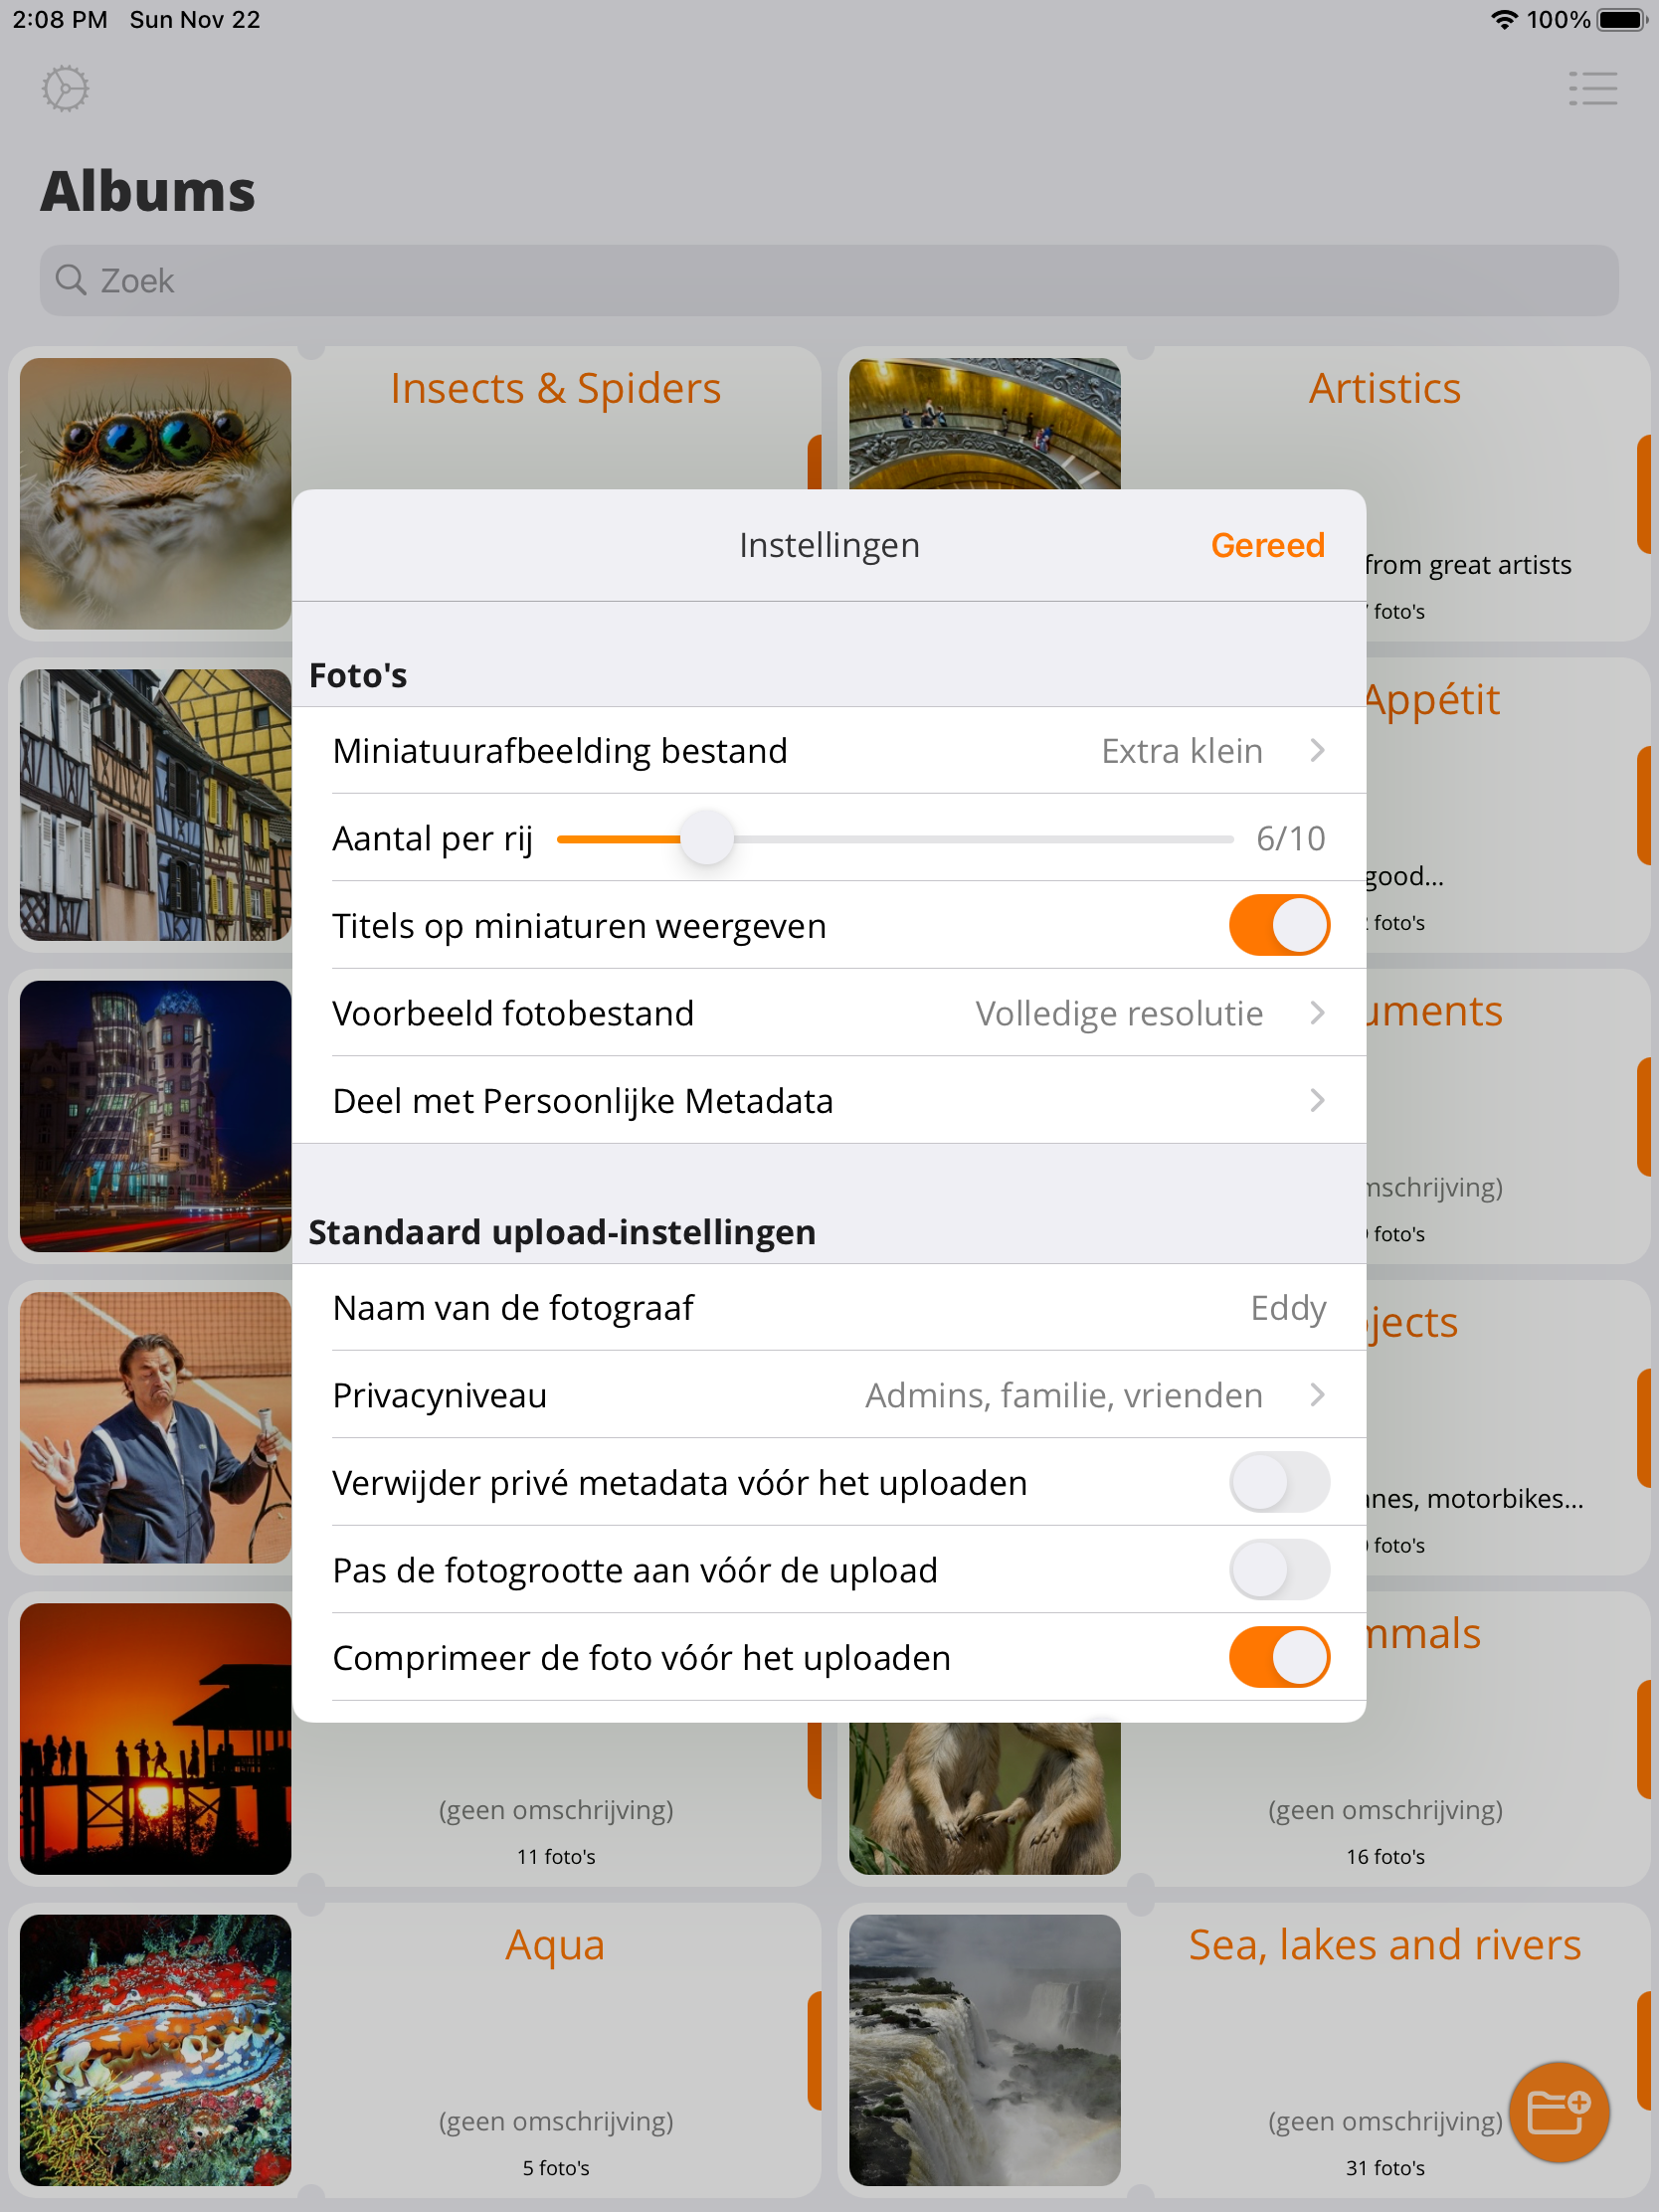 2:08 PM Sun Nov 22 100%
Albums
Zoek
Insects & Spiders
Artistics
from great artists
foto's
Instellingen
Gereed
Foto's
Miniatuurafbeelding bestand Extra klein
Aantal per rij 6/10
Titels op miniaturen weergeven
Voorbeeld fotobestand Volledige resolutie
Deel met Persoonlijke Metadata
Standaard upload-instellingen
Naam van de fotograaf Eddy
Privacyniveau Admins, familie, vrienden
Verwijder privé metadata vóór het uploaden
Pas de fotogrootte aan vóór de upload
Comprimeer de foto vóór het uploaden
Appétit
good...
foto's
uments
mschrijving)
foto's
jects
anes, motorbikes...
foto's
mmals
(geen omschrijving)
11 foto's
(geen omschrijving)
16 foto's
Aqua
(geen omschrijving)
5 foto's
Sea, lakes and rivers
(geen omschrijving)
31 foto's